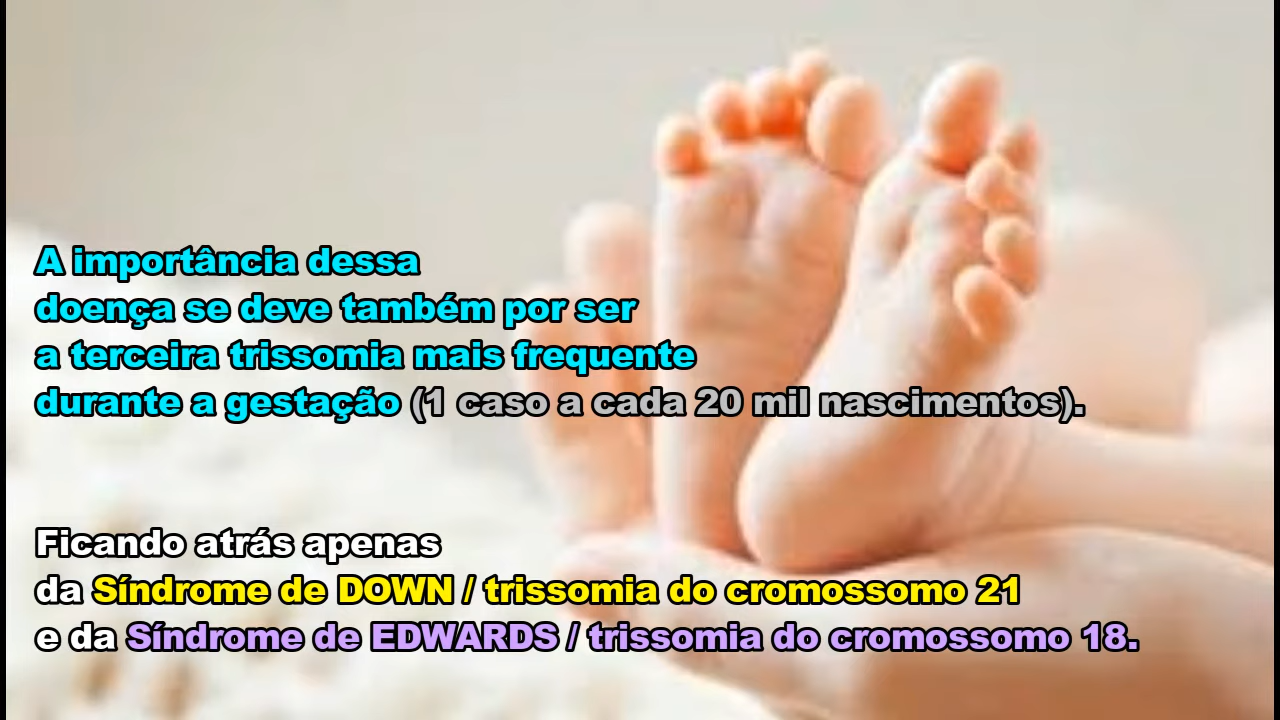 A importância dessa
doença se deve também por ser
a terceira trissomia mais frequente
durante a gestação (1 caso a cada 20 mil nascimentos).
Ficando atrás apenas
da Síndrome de DOWN / trissomia do cromossomo 21
e da Síndrome de EDWARDS / trissomia do cromossomo 18.